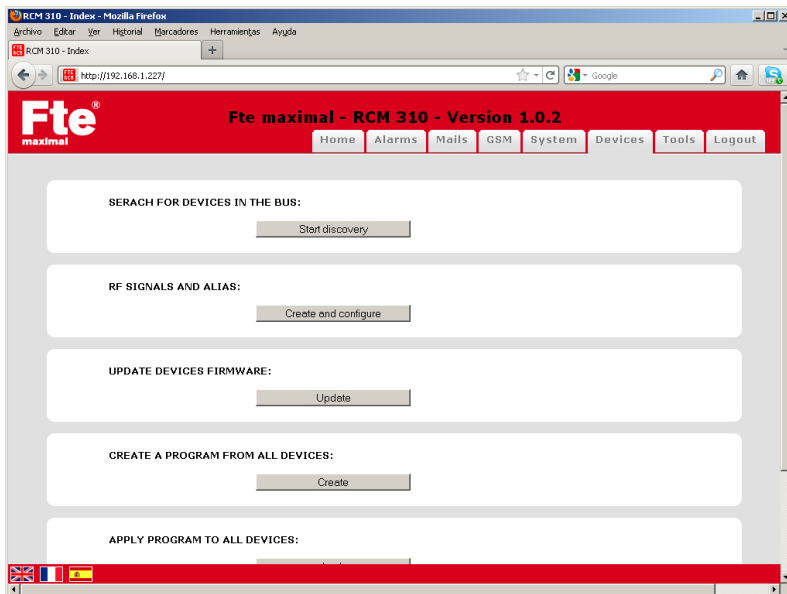 RCM 310 - Index - Mozilla Firefox
Archivo Editar Ver Historial Marcadores Herramientas Ayuda
RCM 310 - Index
http://192.168.1.227/
Google
Fte®
maximal
Fte maximal - RCM 310 - Version 1.0.2
Home Alarms Mails GSM System Devices Tools Logout
SERACH FOR DEVICES IN THE BUS:
Start discovery
RF SIGNALS AND ALIAS:
Create and configure
UPDATE DEVICES FIRMWARE:
Update
CREATE A PROGRAM FROM ALL DEVICES:
Create
APPLY PROGRAM TO ALL DEVICES: